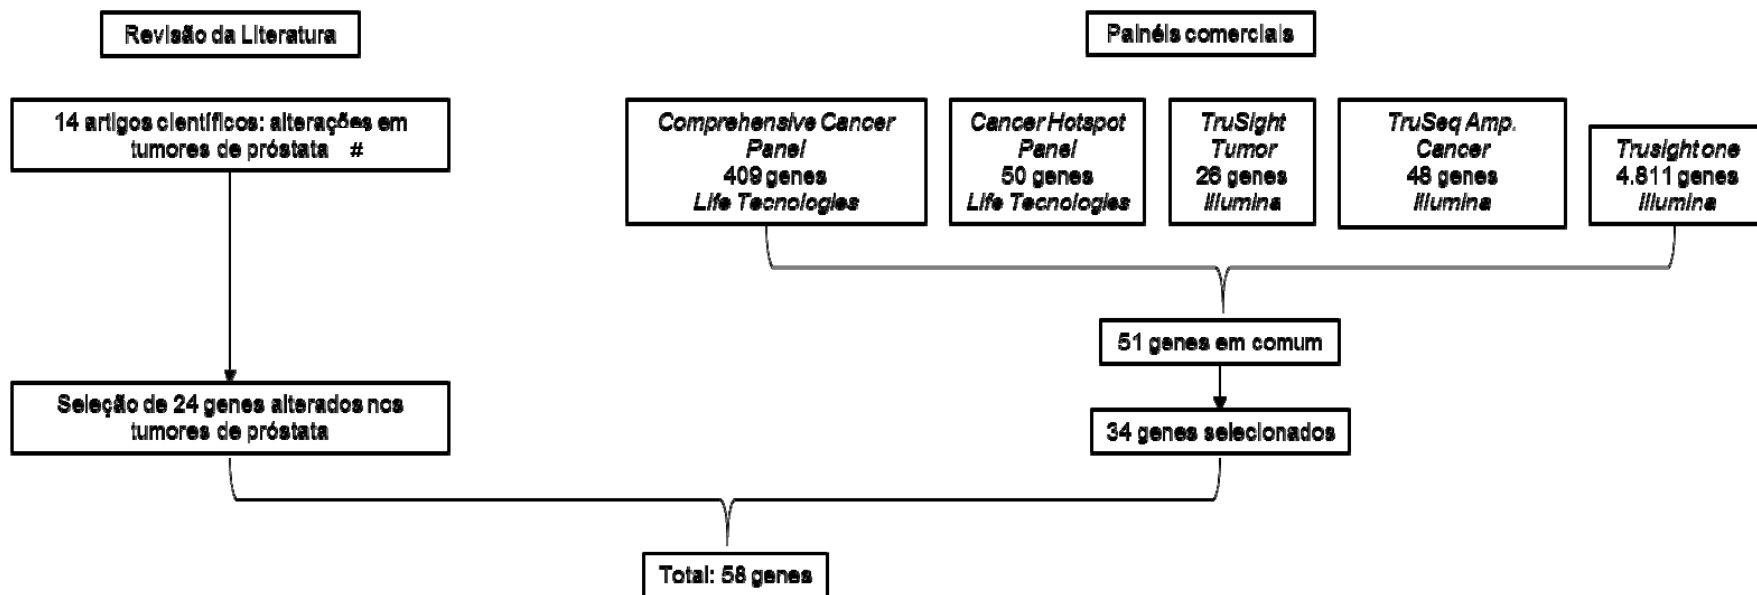 Revisão da Literatura
Painéis comerciais
14 artigos científicos: alterações em
tumores de próstata #
Comprehensive Cancer
Panel
409 genes
Life Tecnologies
Cancer Hotspot
Panel
50 genes
Life Tecnologies
TruSight
Tumor
26 genes
Illumina
TruSeq Amp.
Cancer
48 genes
Illumina
Trusight one
4.811 genes
Illumina
51 genes em comum
Seleção de 24 genes alterados nos
tumores de próstata
34 genes selecionados
Total: 58 genes